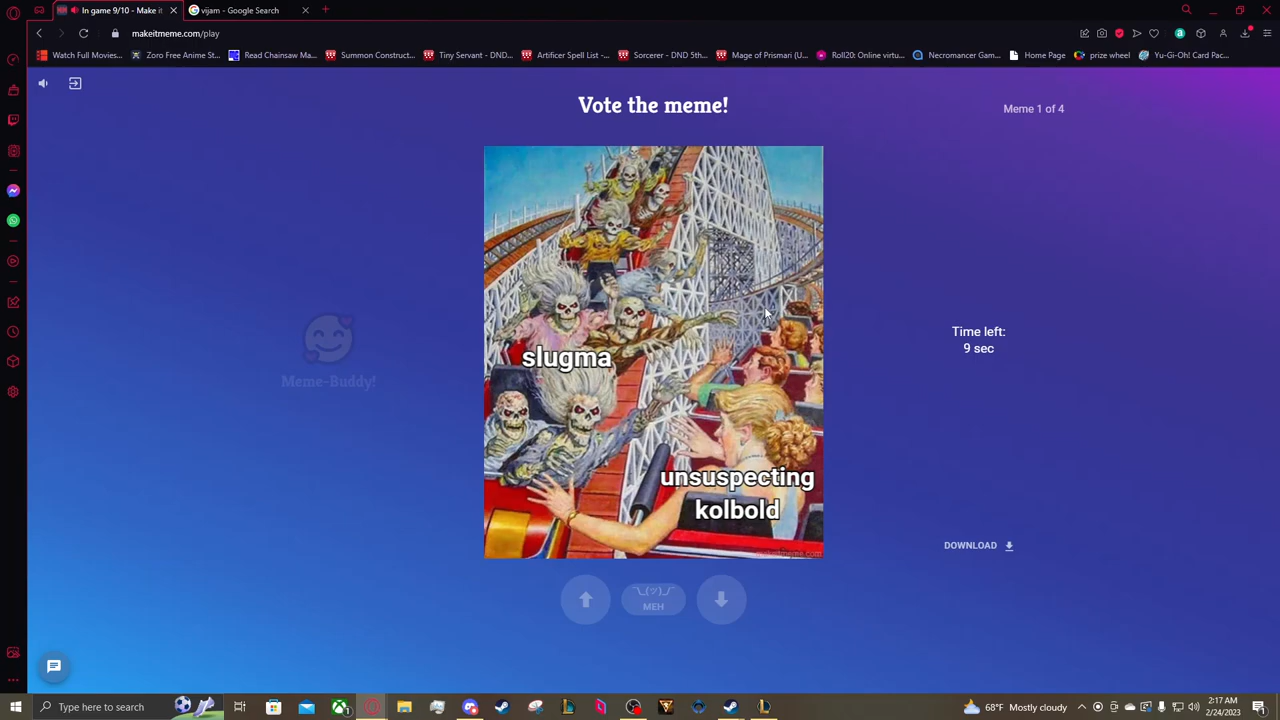 In game 9/10 - Make it
vijam - Google Search
makeitmeme.com/play
Watch Full Movies...
Zoro Free Anime St...
Read Chainsaw Ma...
Summon Construct...
Tiny Servant - DND...
Artificer Spell List -...
Sorcerer - DND 5th...
Mage of Prismari (U...
Roll20: Online virtu...
Necromancer Gam...
Home Page
prize wheel
Yu-Gi-Oh! Card Pac...
Vote the meme!
Meme 1 of 4
Time left:
9 sec
Meme-Buddy!
slugma
unsuspecting
kolbold
makeitmeme.com
DOWNLOAD
¯\_(ツ)_/¯
MEH
Type here to search
68°F Mostly cloudy
2:17 AM
2/24/2023